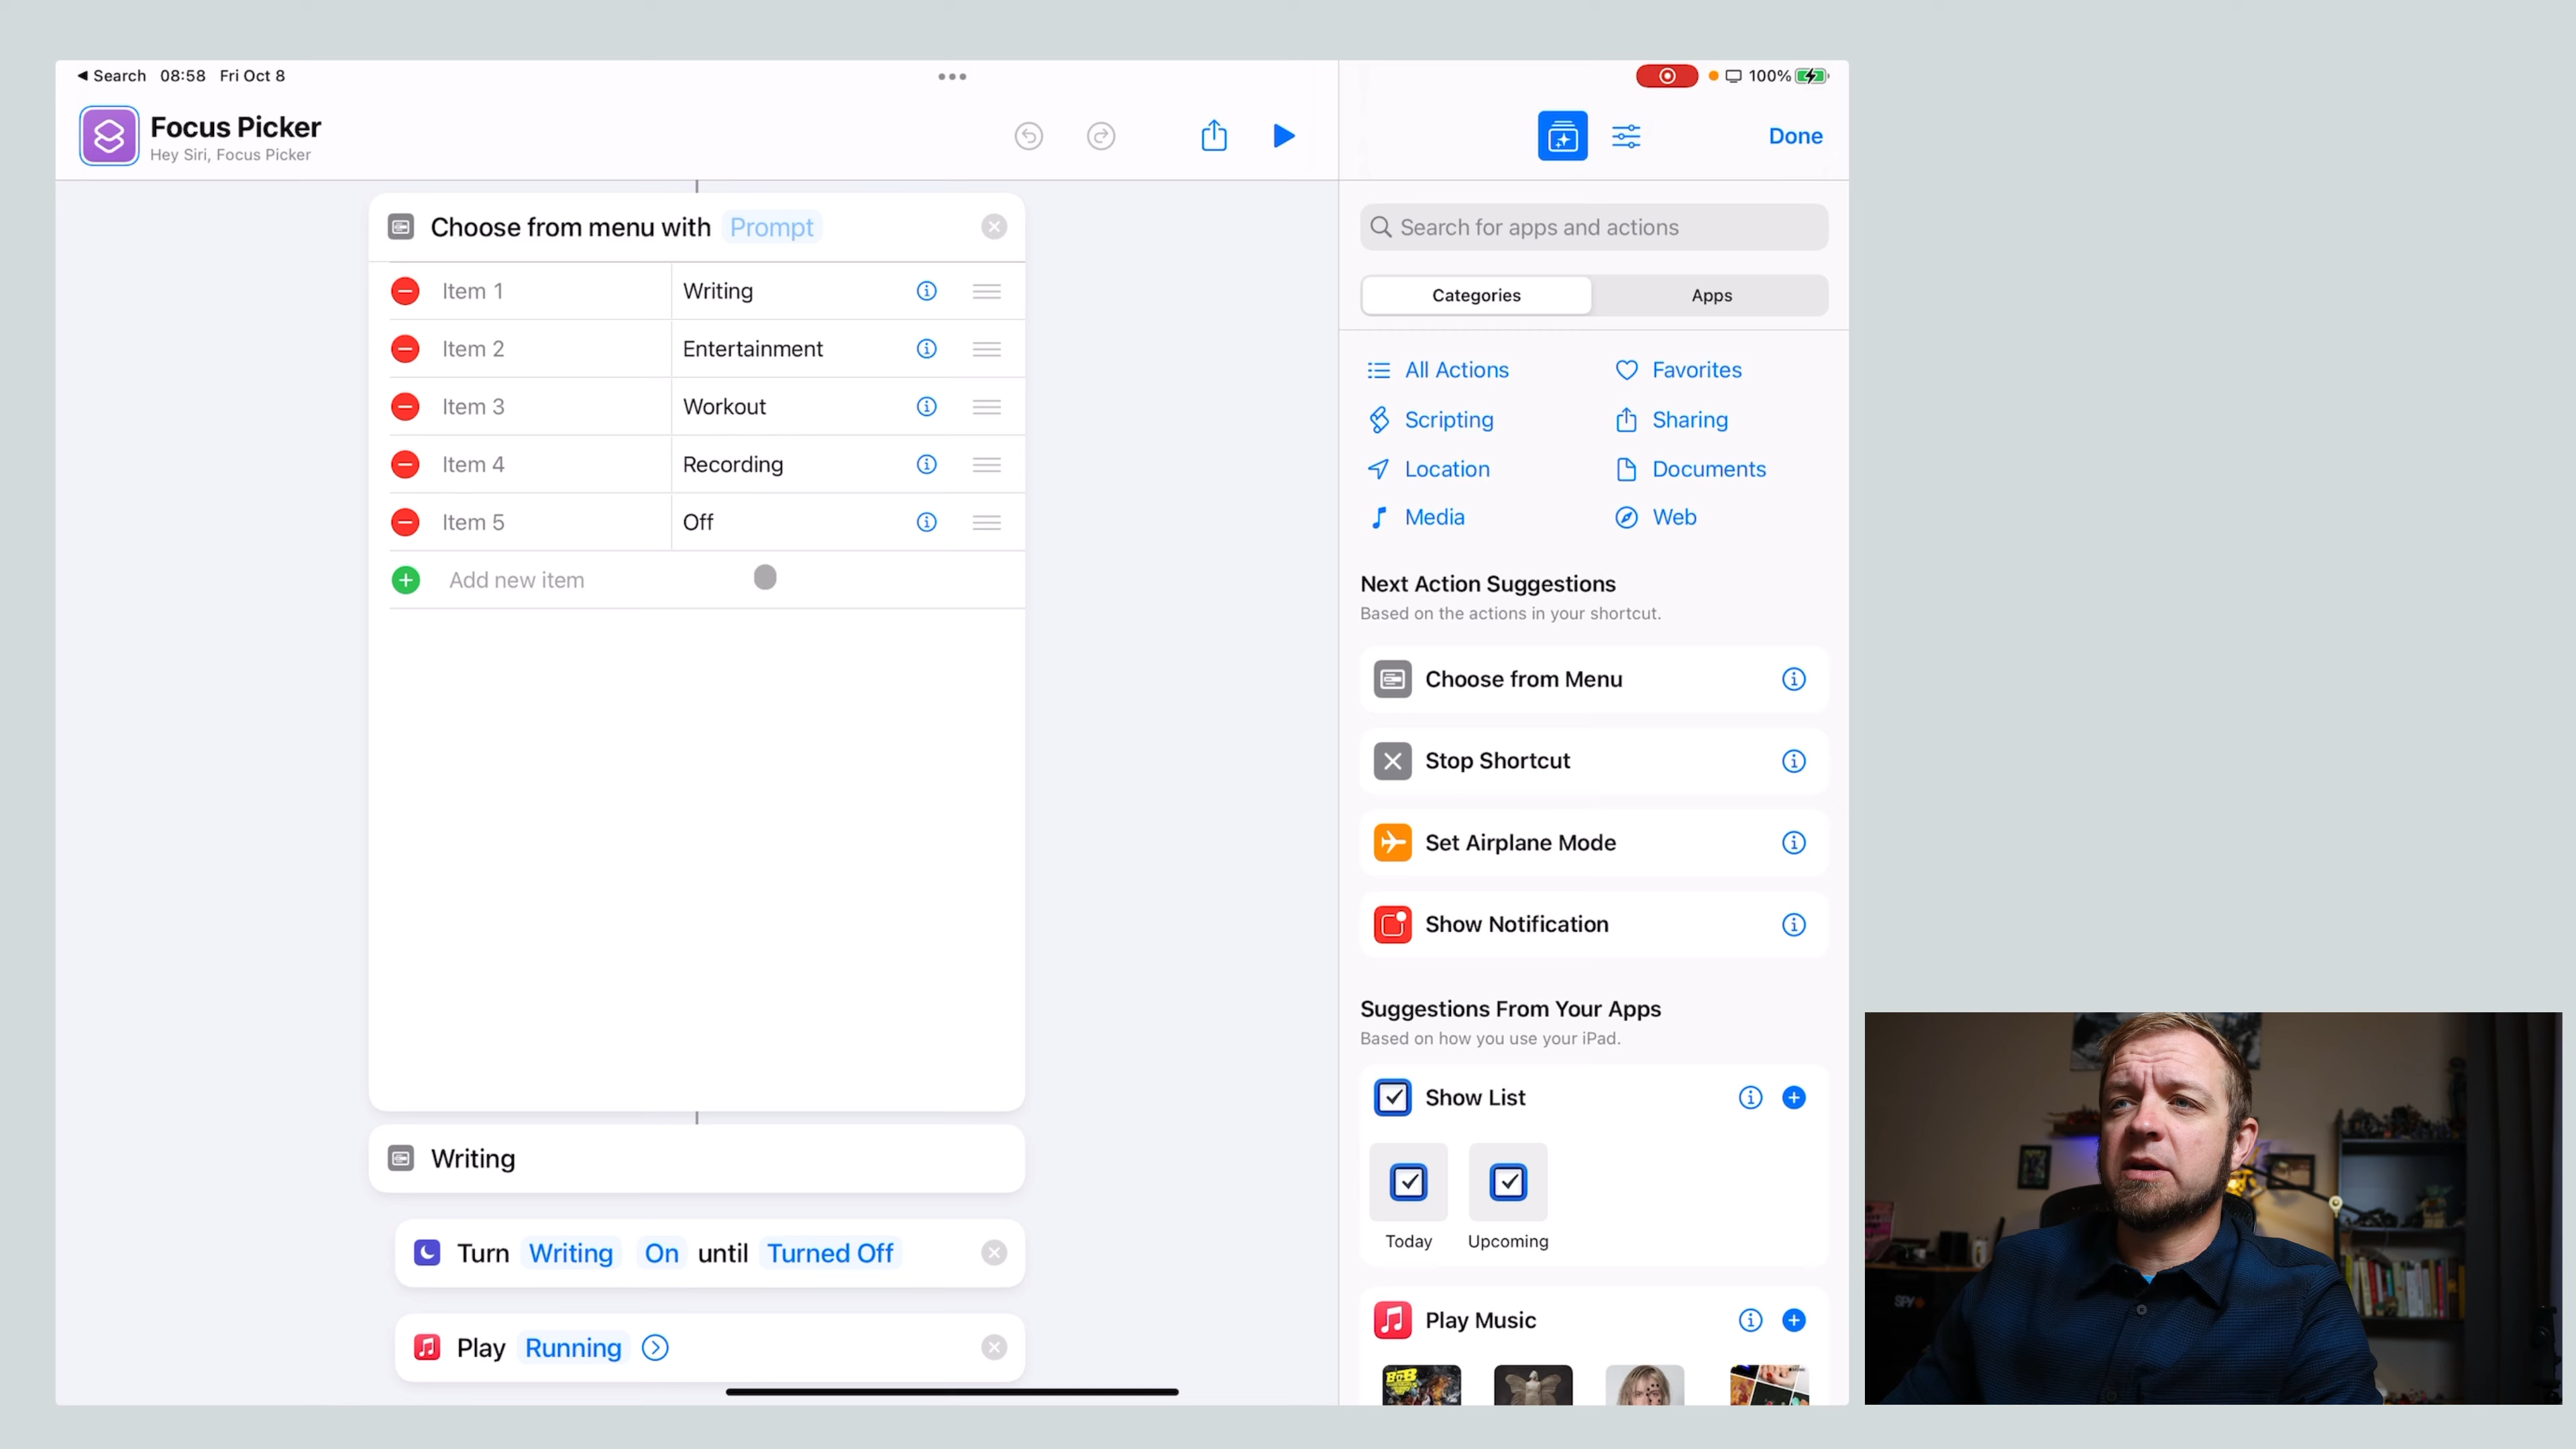 ◀ Search 08:58 Fri Oct 8
100%
Focus Picker
Hey Siri, Focus Picker
Done
Choose from menu with Prompt
Item 1 Writing
Item 2 Entertainment
Item 3 Workout
Item 4 Recording
Item 5 Off
Add new item
Writing
Turn Writing On until Turned Off
Play Running
Search for apps and actions
Categories Apps
All Actions Favorites
Scripting Sharing
Location Documents
Media Web
Next Action Suggestions
Based on the actions in your shortcut.
Choose from Menu
Stop Shortcut
Set Airplane Mode
Show Notification
Suggestions From Your Apps
Based on how you use your iPad.
Show List
Today Upcoming
Play Music